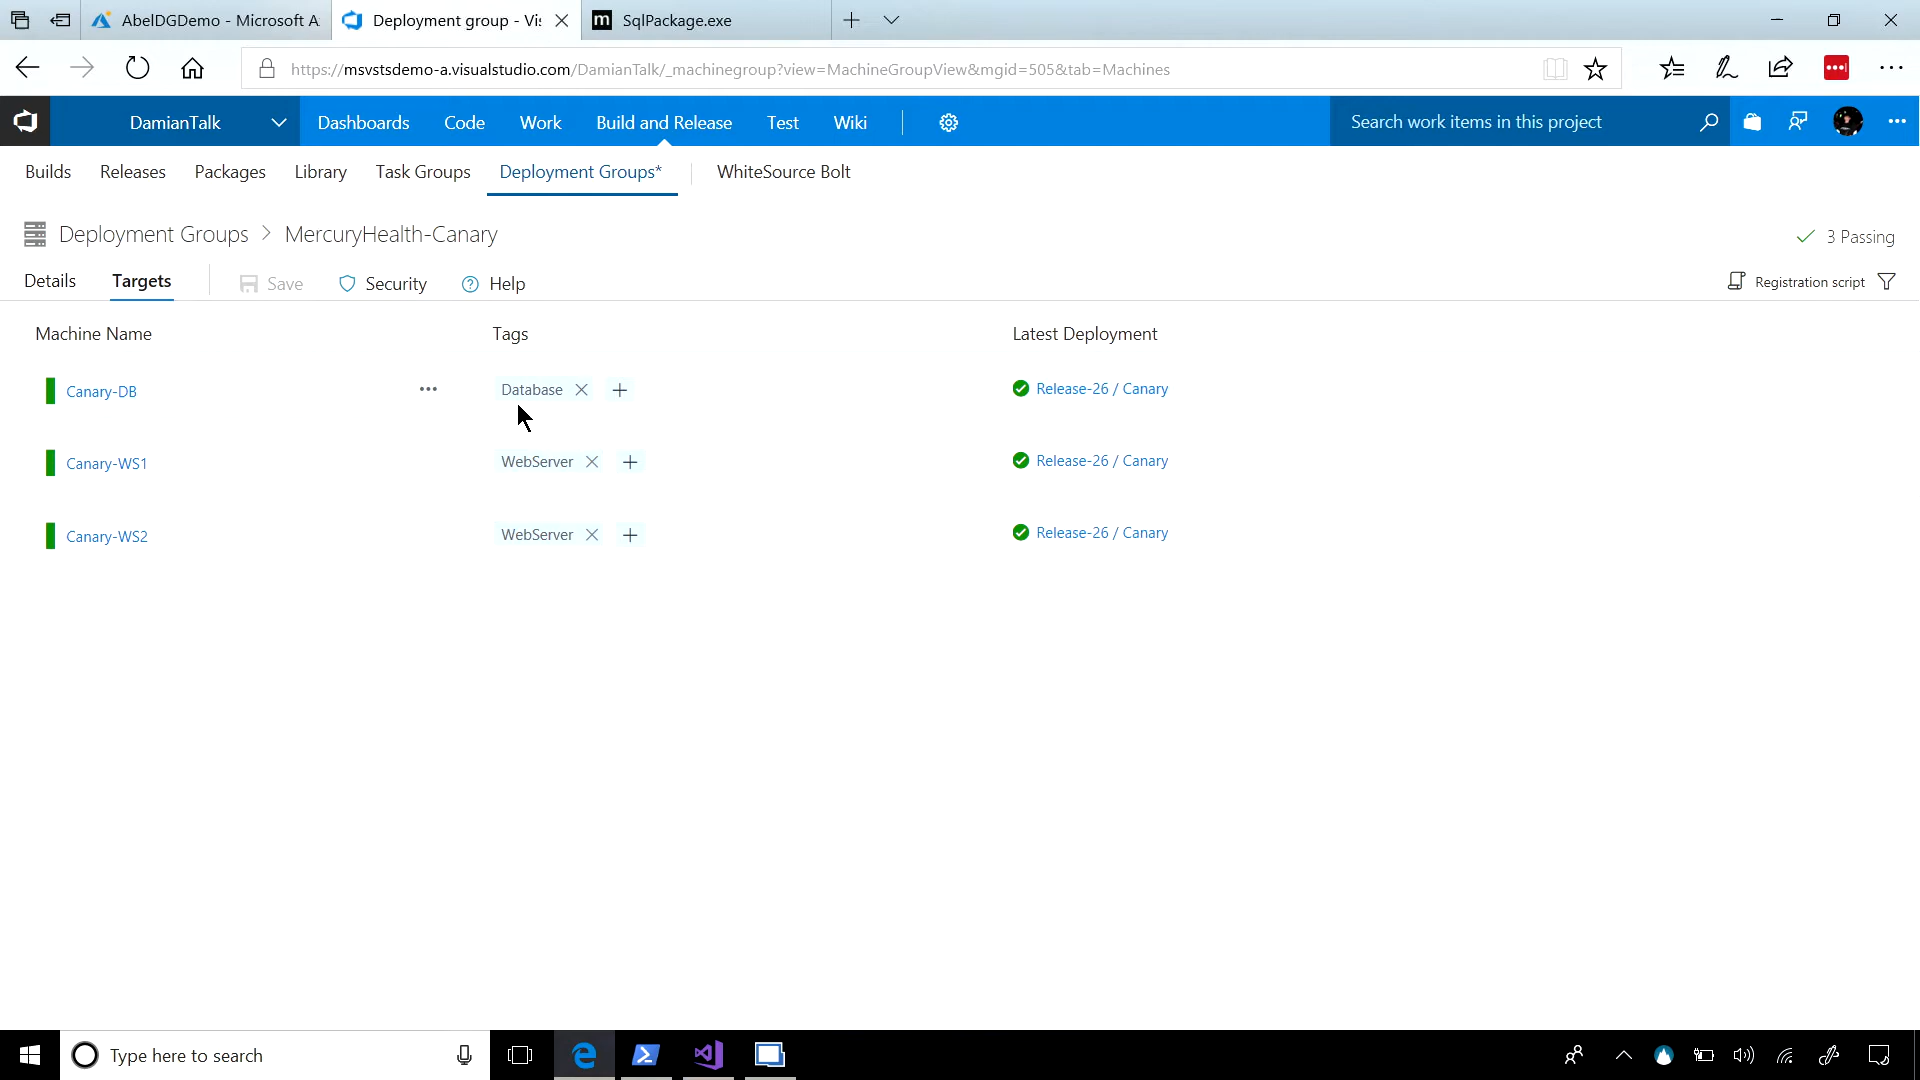 AbelDGDemo - Microsoft A
Deployment group - Vis
m SqlPackage.exe
https://msvstsdemo-a.visualstudio.com/DamianTalk/_machinegroup?view=MachineGroupView&mgid=505&tab=Machines
DamianTalk Dashboards Code Work Build and Release Test Wiki Search work items in this project
Builds Releases Packages Library Task Groups Deployment Groups* WhiteSource Bolt
Deployment Groups > MercuryHealth-Canary
3 Passing
Details Targets Save Security Help Registration script
Machine Name Tags Latest Deployment
Canary-DB Database Release-26 / Canary
Canary-WS1 WebServer Release-26 / Canary
Canary-WS2 WebServer Release-26 / Canary
Type here to search